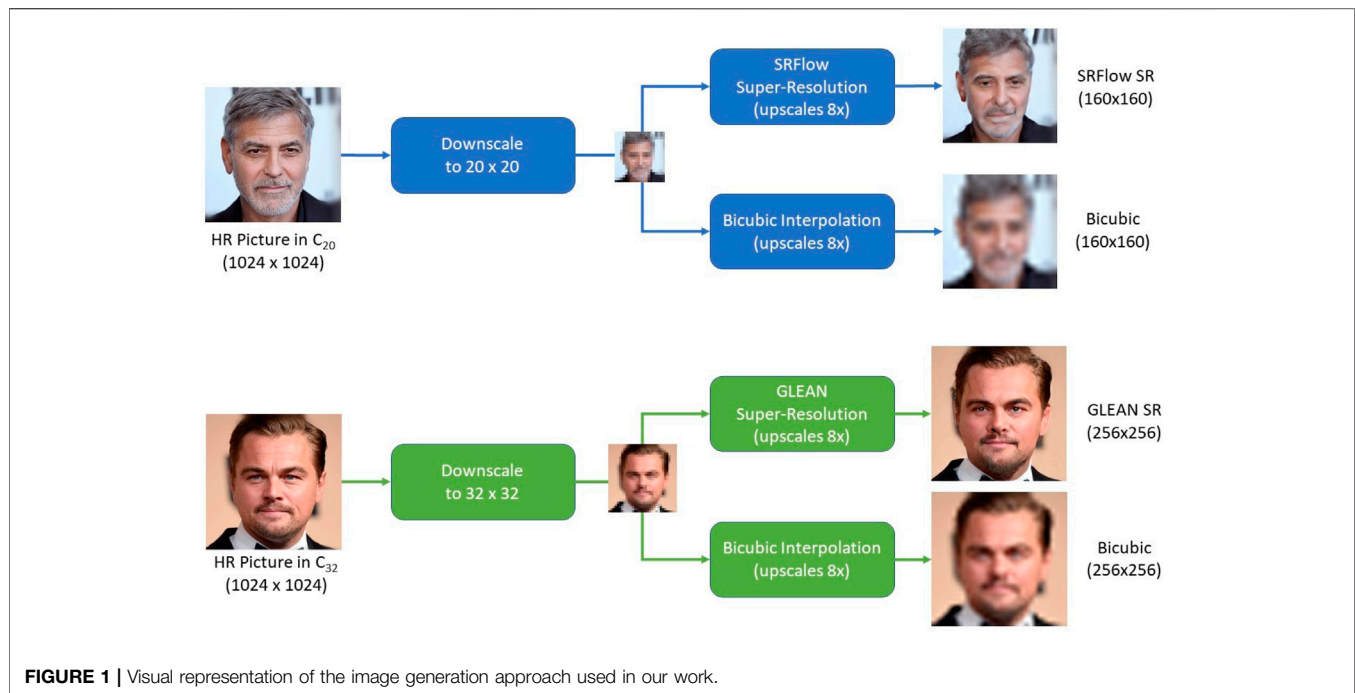 SRFlow
Super-Resolution
(upscales 8x)
SRFlow SR
(160x160)
Downscale
to 20 x 20
HR Picture in C₂₀
(1024 x 1024)
Bicubic Interpolation
(upscales 8x)
Bicubic
(160x160)
GLEAN
Super-Resolution
(upscales 8x)
GLEAN SR
(256x256)
Downscale
to 32 x 32
HR Picture in C₃₂
(1024 x 1024)
Bicubic Interpolation
(upscales 8x)
Bicubic
(256x256)
FIGURE 1 | Visual representation of the image generation approach used in our work.